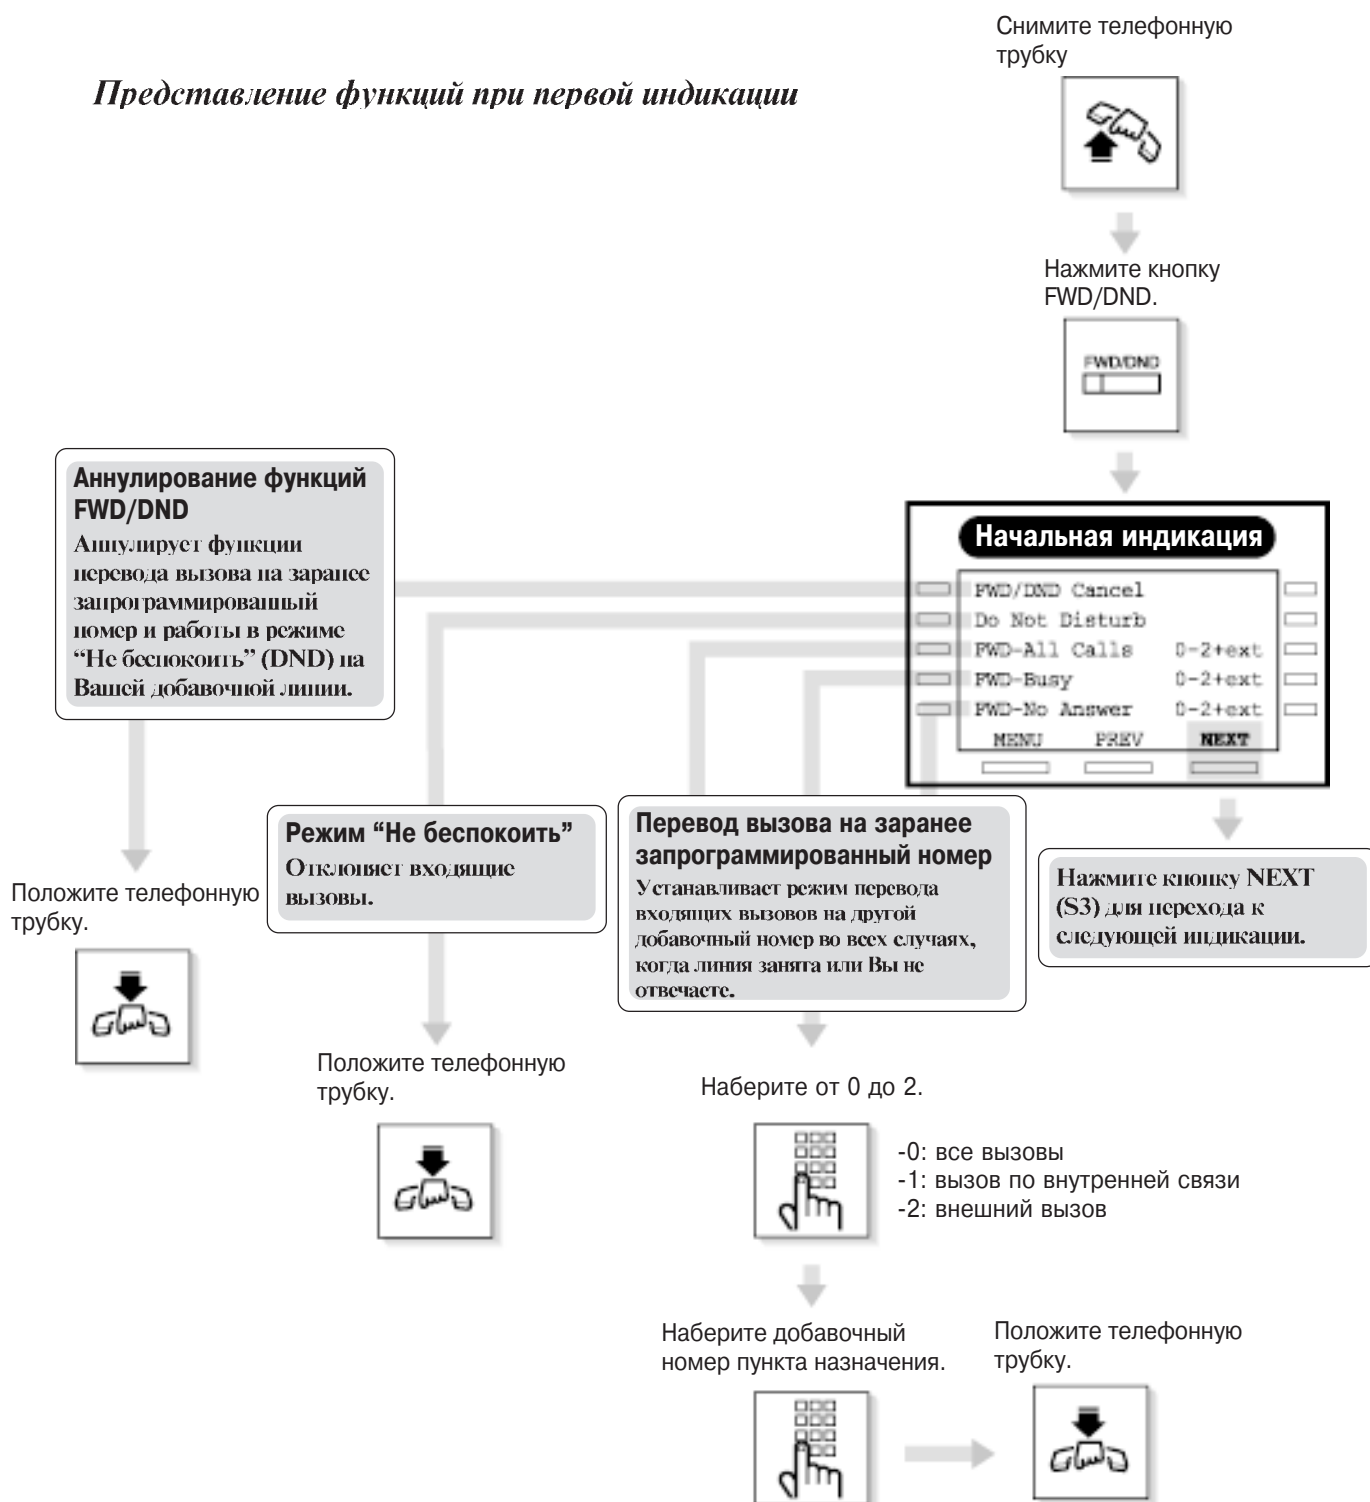 Снимите телефонную
трубку
Представление функций при первой индикации
Нажмите кнопку
FWD/DND.
FWD/DND
Аннулирование функций
FWD/DND
Аннулирует функции
перевода вызова на заранее
запрограммированный
номер и работы в режиме
“Не беспокоить” (DND) на
Вашей добавочной линии.
Начальная индикация
FWD/DND Cancel
Do Not Disturb
FWD-All Calls 0-2+ext
FWD-Busy 0-2+ext
FWD-No Answer 0-2+ext
MENU PREV NEXT
Режим “Не беспокоить”
Отклоняет входящие
вызовы.
Перевод вызова на заранее
запрограммированный номер
Устанавливает режим перевода
входящих вызовов на другой
добавочный номер во всех случаях,
когда линия занята или Вы не
отвечаете.
Нажмите кнопку NEXT
(S3) для перехода к
следующей индикации.
Положите телефонную
трубку.
Положите телефонную
трубку.
Наберите от 0 до 2.
-0: все вызовы
-1: вызов по внутренней связи
-2: внешний вызов
Наберите добавочный
номер пункта назначения.
Положите телефонную
трубку.